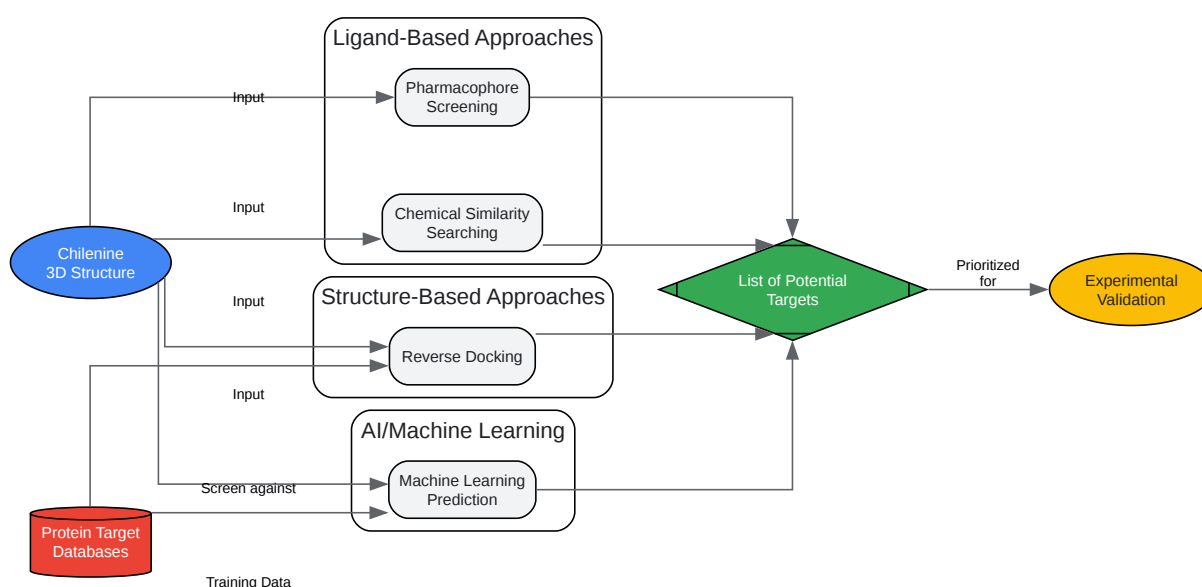 Ligand-Based Approaches
Pharmacophore
Screening
Input
Input
Chemical Similarity
Searching
Chilenine
3D Structure
Input
Structure-Based Approaches
Reverse Docking
Input
List of Potential
Targets
Prioritized
for
Experimental
Validation
AI/Machine Learning
Machine Learning
Prediction
Screen against
Protein Target
Databases
Training Data